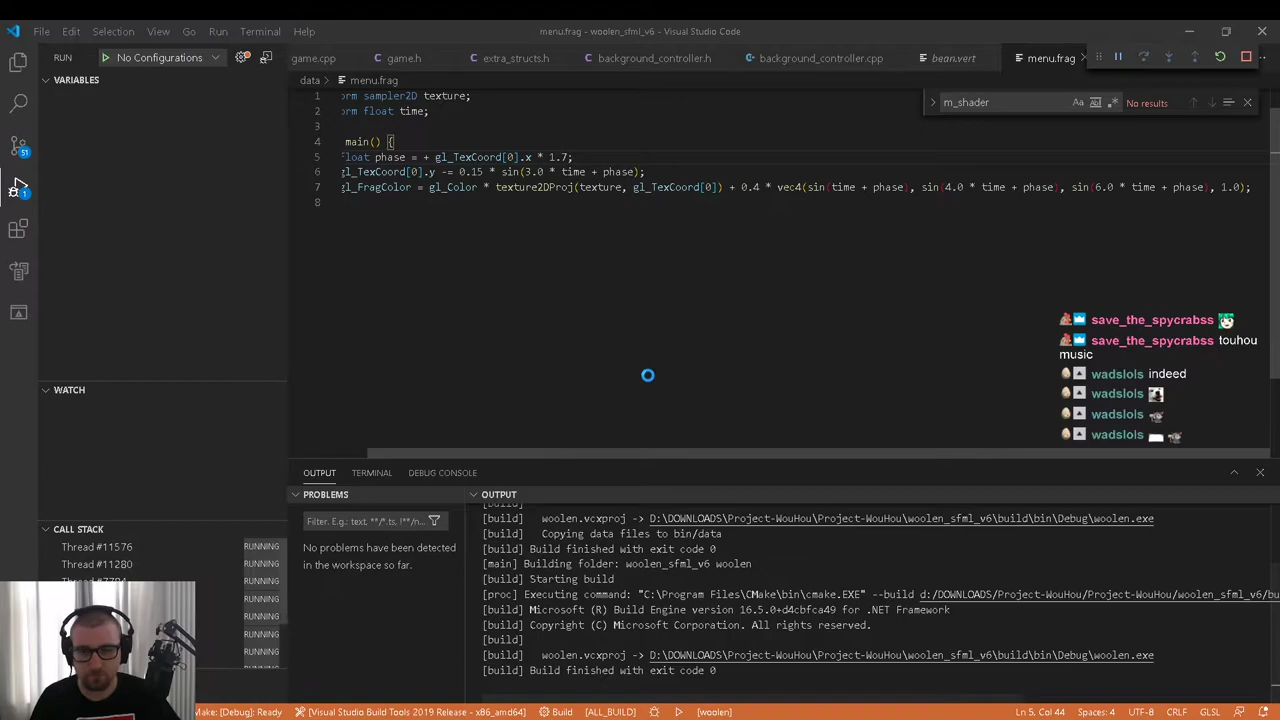 File Edit Selection View Go Run Terminal Help
menu.frag - woolen_sfml_v6 - Visual Studio Code
RUN No Configurations
game.cpp game.h extra_structs.h background_controller.h background_controller.cpp bean.vert menu.frag
VARIABLES
data > menu.frag
m_shader Aa No results
1 orm sampler2D texture;
2 orm float time;
3
4 main() {
5 float phase = + gl_TexCoord[0].x * 1.7;
6 gl_TexCoord[0].y -= 0.15 * sin(3.0 * time + phase);
7 gl_FragColor = gl_Color * texture2DProj(texture, gl_TexCoord[0]) + 0.4 * vec4(sin(time + phase), sin(4.0 * time + phase), sin(6.0 * time + phase), 1.0);
8
51
1
save_the_spycrabss
save_the_spycrabss touhou
music
wadslols indeed
wadslols
wadslols
wadslols
WATCH
OUTPUT TERMINAL DEBUG CONSOLE
PROBLEMS
Filter. E.g.: text, **/*.ts, !**/n...
No problems have been detected
in the workspace so far.
OUTPUT
[build]
[build] woolen.vcxproj -> D:\DOWNLOADS\Project-WouHou\Project-WouHou\woolen_sfml_v6\build\bin\Debug\woolen.exe
[build] Copying data files to bin/data
[build] Build finished with exit code 0
[main] Building folder: woolen_sfml_v6 woolen
[build] Starting build
[proc] Executing command: "C:\Program Files\CMake\bin\cmake.EXE" --build d:/DOWNLOADS/Project-WouHou/Project-WouHou/woolen_sfml_v6/bu
[build] Microsoft (R) Build Engine version 16.5.0+d4cbfca49 for .NET Framework
[build] Copyright (C) Microsoft Corporation. All rights reserved.
[build]
[build] woolen.vcxproj -> D:\DOWNLOADS\Project-WouHou\Project-WouHou\woolen_sfml_v6\build\bin\Debug\woolen.exe
[build] Build finished with exit code 0
CALL STACK
Thread #11576 RUNNING
Thread #11280 RUNNING
RUNNING
RUNNING
RUNNING
RUNNING
RUNNING
Make: [Debug]: Ready [Visual Studio Build Tools 2019 Release - x86_amd64] Build [ALL_BUILD] [woolen] Ln 5, Col 44 Spaces: 4 UTF-8 CRLF GLSL